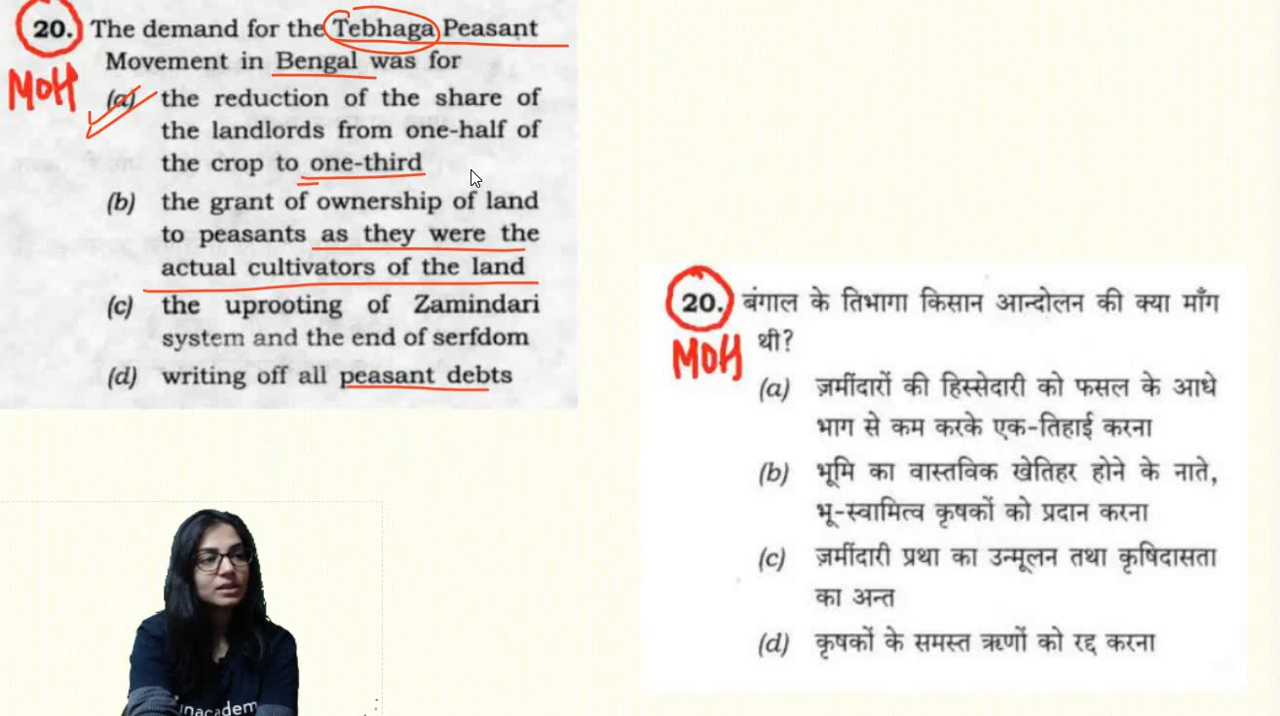 20. The demand for the Tebhaga Peasant
Movement in Bengal was for
MOH
(a) the reduction of the share of
the landlords from one-half of
the crop to one-third
(b) the grant of ownership of land
to peasants as they were the
actual cultivators of the land
(c) the uprooting of Zamindari
system and the end of serfdom
(d) writing off all peasant debts
20. बंगाल के तिभागा किसान आन्दोलन की क्या माँग
थी?
MOH
(a) ज़मींदारों की हिस्सेदारी को फसल के आधे
भाग से कम करके एक-तिहाई करना
(b) भूमि का वास्तविक खेतिहर होने के नाते,
भू-स्वामित्व कृषकों को प्रदान करना
(c) ज़मींदारी प्रथा का उन्मूलन तथा कृषिदासता
का अन्त
(d) कृषकों के समस्त ऋणों को रद्द करना
unacadem